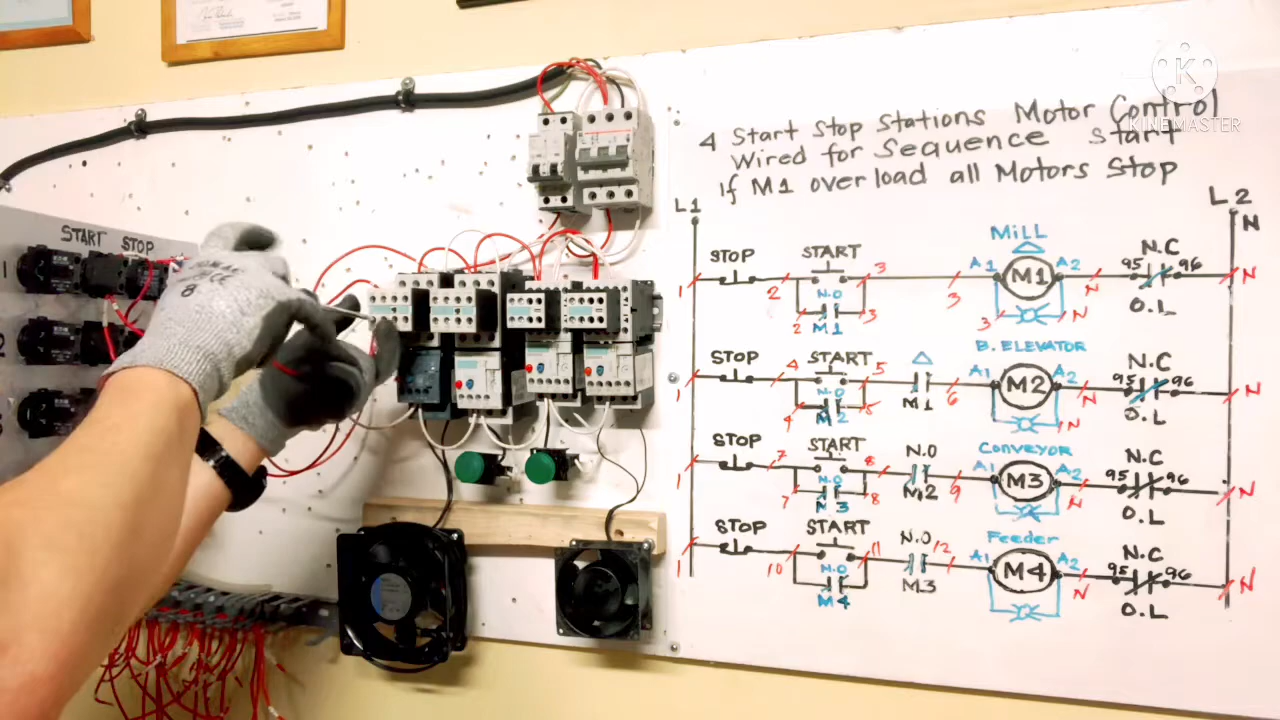 KINEMASTER
4 Start Stop Stations Motor Control
Wired for Sequence Start
if M1 overload all Motors Stop
START STOP
1
2
8
L1
L2
N
MiLL
STOP
START
N.C
A1
M1
A2
95
96
1
2
3
3
N
N
N.O
O.L
2
M1
3
3
N
B. ELEVATOR
STOP
START
N.C
4
5
A1
M2
A2
95
96
1
N.O
M1
6
N
O.L
N
4
M2
5
N
Conveyor
STOP
START
N.O
N.C
7
8
A1
M3
A2
95
96
1
N.O
M.2
9
N
O.L
N
7
M3
8
Feeder
STOP
START
N.O
N.C
11
12
A1
M4
A2
95
96
1
10
N.O
M3
N
O.L
N
M4